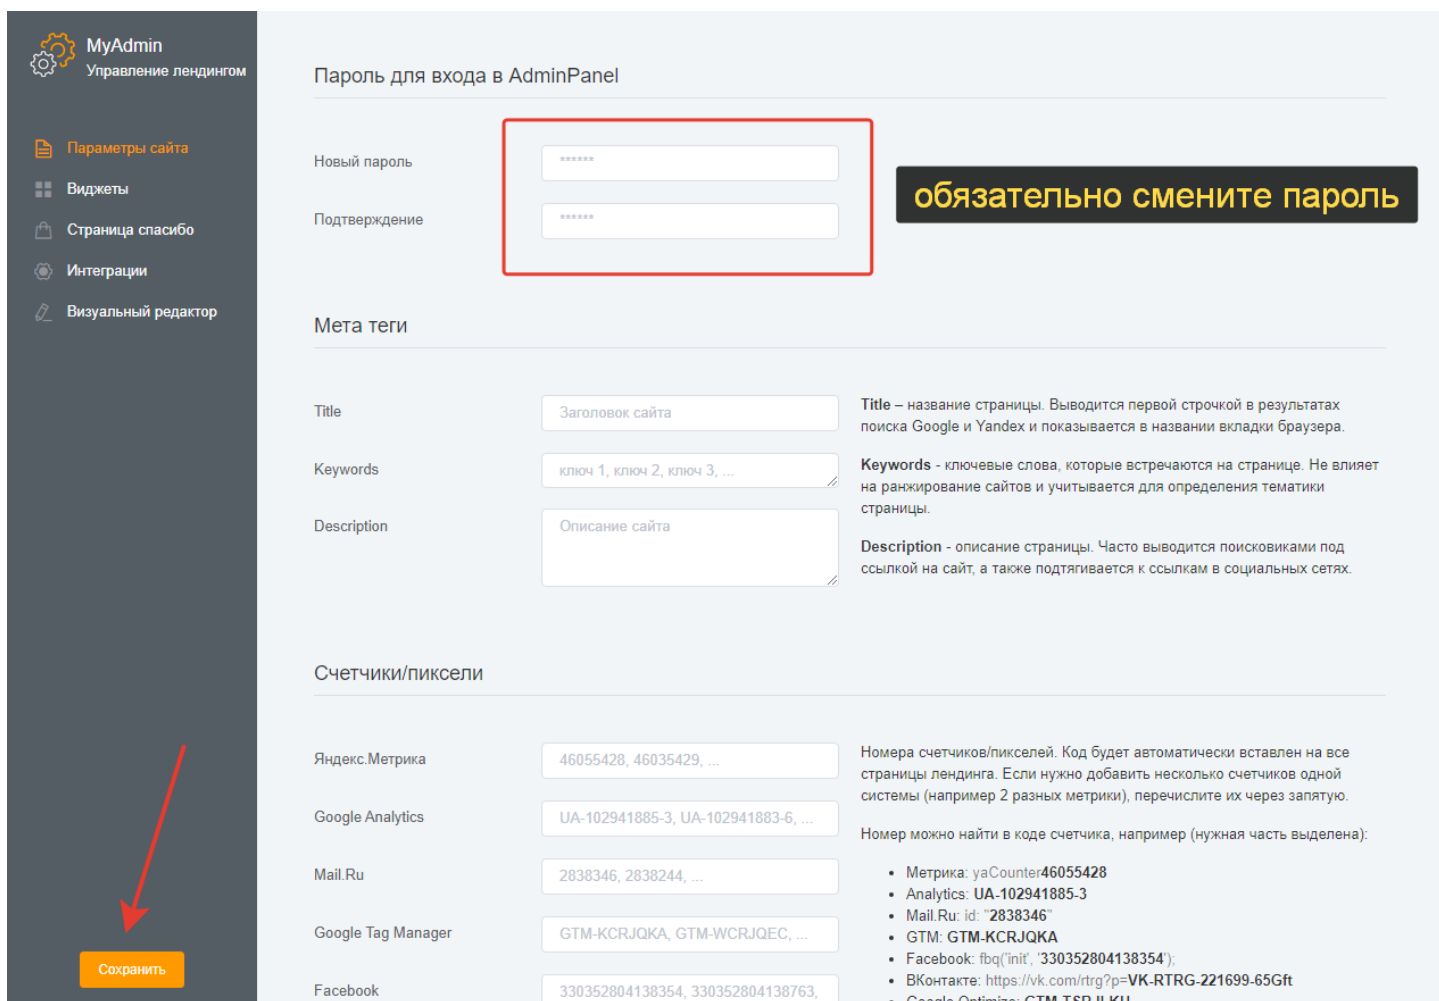 MyAdmin
Управление лендингом
Параметры сайта
Виджеты
Страница спасибо
Интеграции
Визуальный редактор
Сохранить
Пароль для входа в AdminPanel
Новый пароль
******
Подтверждение
******
обязательно смените пароль
Мета теги
Title
Заголовок сайта
Keywords
ключ 1, ключ 2, ключ 3, ...
Description
Описание сайта
Title – название страницы. Выводится первой строчкой в результатах
поиска Google и Yandex и показывается в названии вкладки браузера.
Keywords - ключевые слова, которые встречаются на странице. Не влияет
на ранжирование сайтов и учитывается для определения тематики
страницы.
Description - описание страницы. Часто выводится поисковиками под
ссылкой на сайт, а также подтягивается к ссылкам в социальных сетях.
Счетчики/пиксели
Яндекс.Метрика
46055428, 46035429, ...
Google Analytics
UA-102941885-3, UA-102941883-6, ...
Mail.Ru
2838346, 2838244, ...
Google Tag Manager
GTM-KCRJQKA, GTM-WCRJQEC, ...
Facebook
330352804138354, 330352804138763,
Номера счетчиков/пикселей. Код будет автоматически вставлен на все
страницы лендинга. Если нужно добавить несколько счетчиков одной
системы (например 2 разных метрики), перечислите их через запятую.
Номер можно найти в коде счетчика, например (нужная часть выделена):
• Метрика: yaCounter46055428
• Analytics: UA-102941885-3
• Mail.Ru: id: "2838346"
• GTM: GTM-KCRJQKA
• Facebook: fbq('init', '330352804138354');
• ВКонтакте: https://vk.com/rtrg?p=VK-RTRG-221699-65Gft
• Google Optimize: